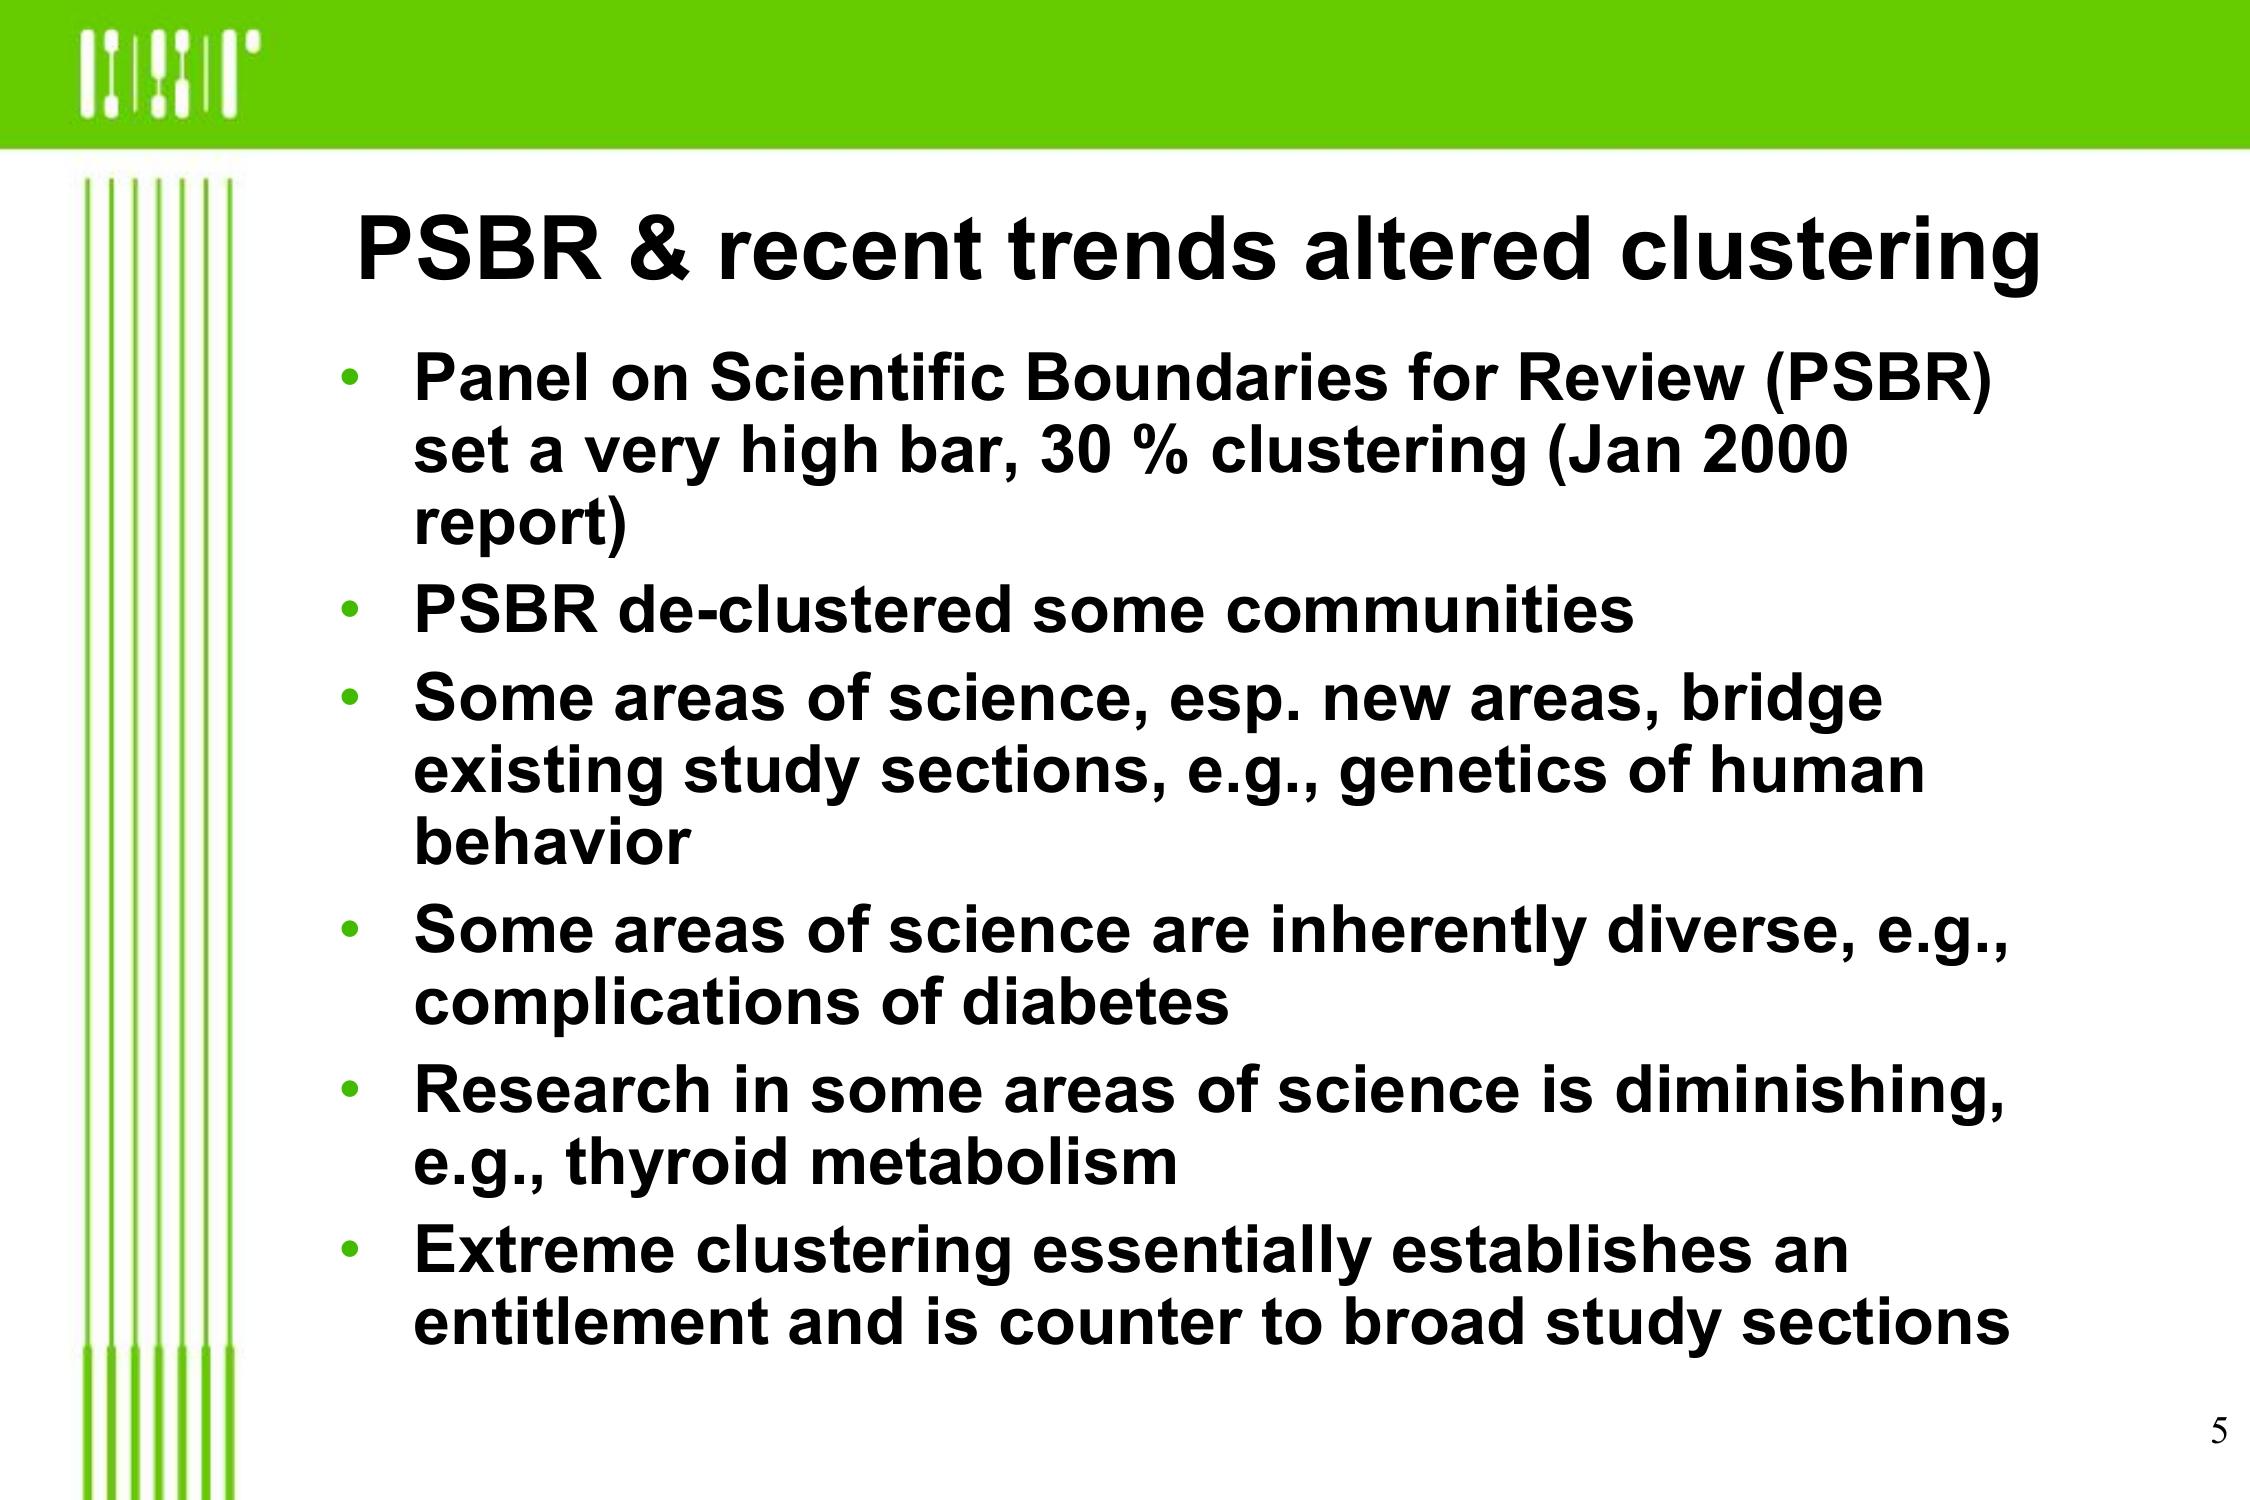 PSBR & recent trends altered clustering
• Panel on Scientific Boundaries for Review (PSBR)
set a very high bar, 30 % clustering (Jan 2000
report)
• PSBR de-clustered some communities
• Some areas of science, esp. new areas, bridge
existing study sections, e.g., genetics of human
behavior
• Some areas of science are inherently diverse, e.g.,
complications of diabetes
• Research in some areas of science is diminishing,
e.g., thyroid metabolism
• Extreme clustering essentially establishes an
entitlement and is counter to broad study sections
5